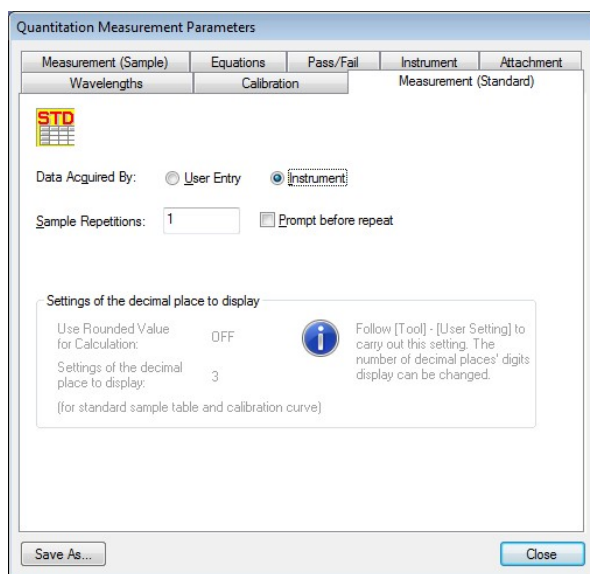 Quantitation Measurement Parameters
Measurement (Sample) Equations Pass/Fail Instrument Attachment
Wavelengths Calibration Measurement (Standard)
STD
Data Acquired By: User Entry Instrument
Sample Repetitions: 1 Prompt before repeat
Settings of the decimal place to display
Use Rounded Value
for Calculation: OFF
Settings of the decimal
place to display: 3
(for standard sample table and calibration curve)
Follow [Tool] - [User Setting] to
carry out this setting. The
number of decimal places' digits
display can be changed.
Save As... Close